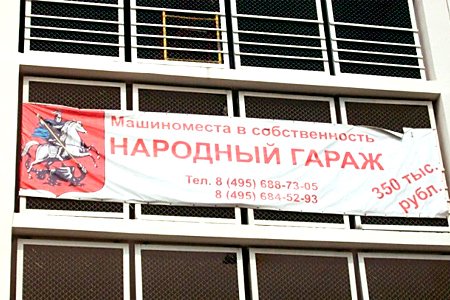 Машиноместа в собственность
НАРОДНЫЙ ГАРАЖ
Тел. 8 (495) 688-73-05
8 (495) 684-52-93
350 тыс.
рубл.